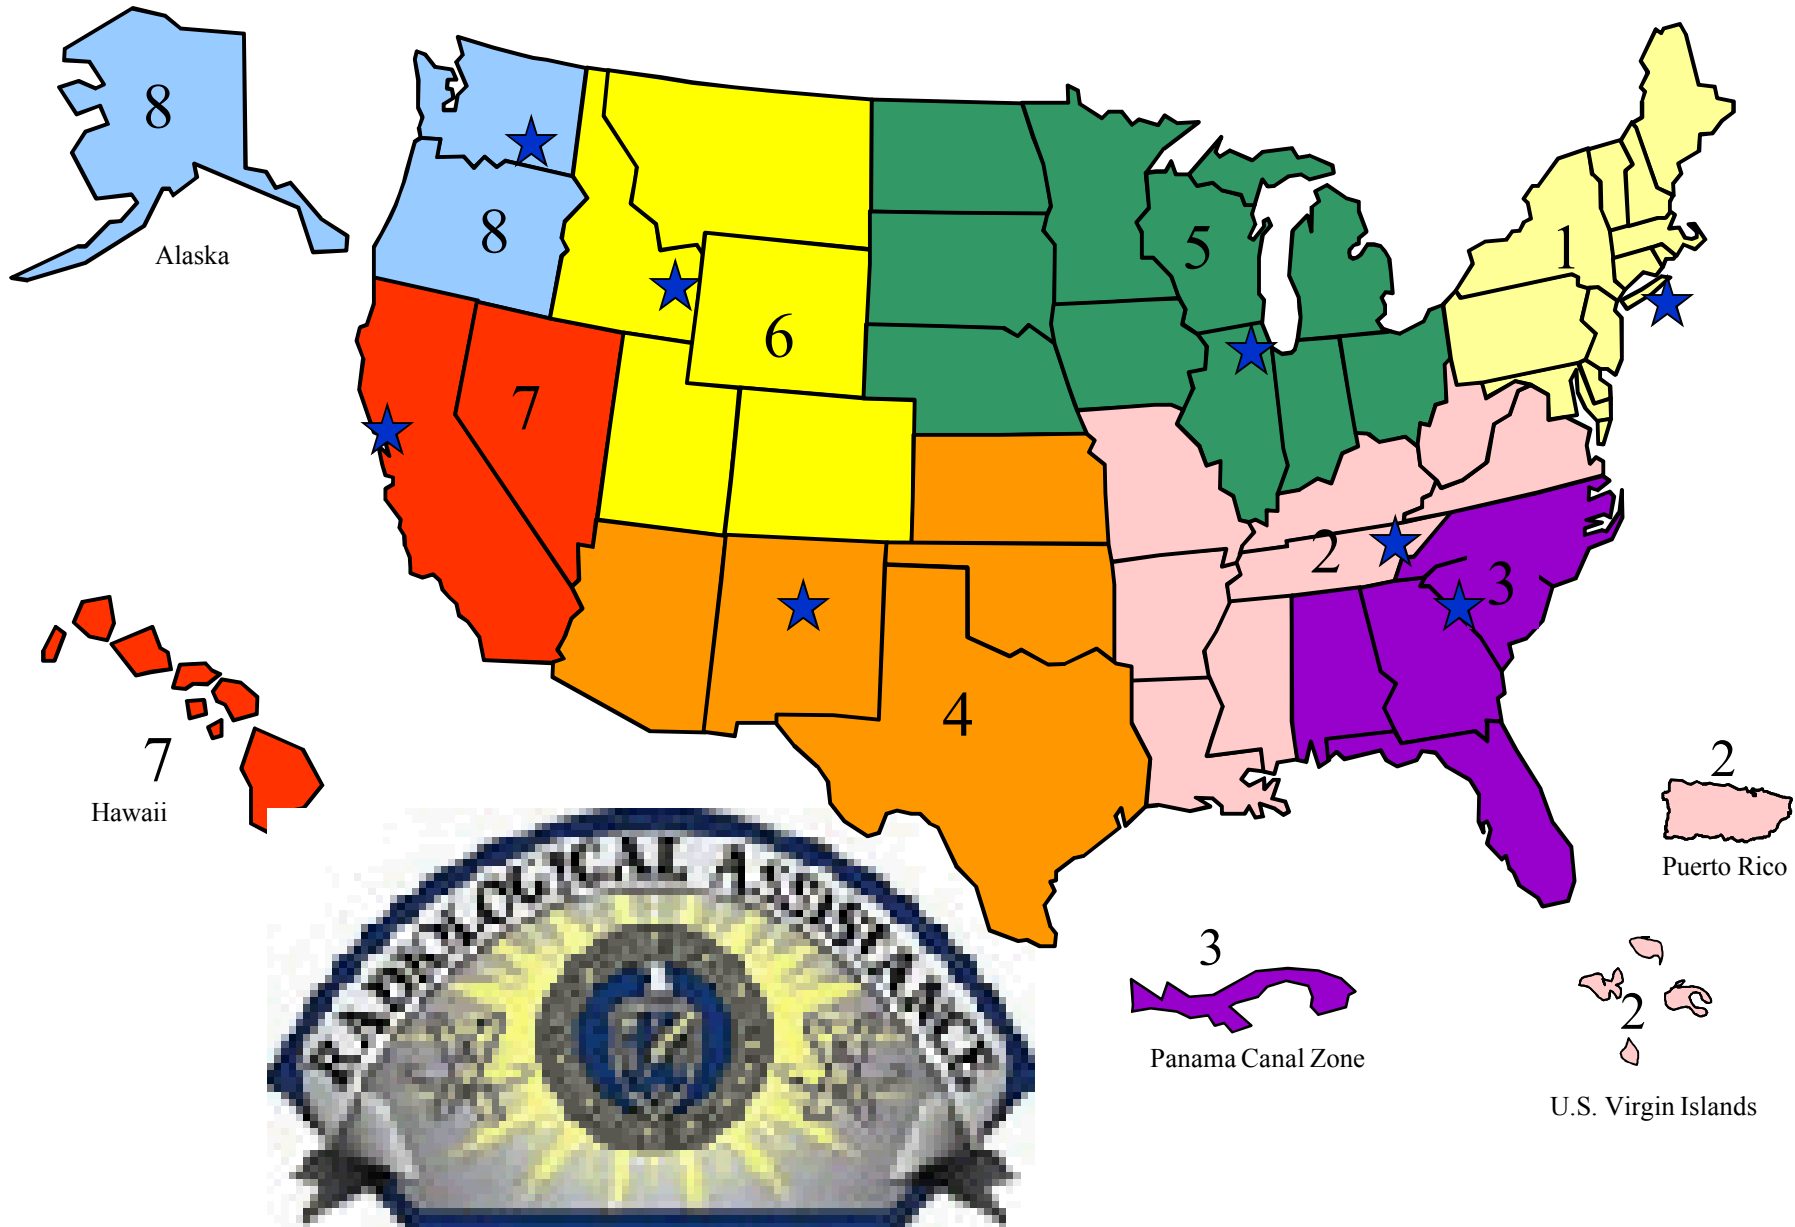 8
Alaska
8
5
1
6
7
2
3
4
7
Hawaii
2
Puerto Rico
3
Panama Canal Zone
2
U.S. Virgin Islands
RADIOLOGICAL ASSISTANCE